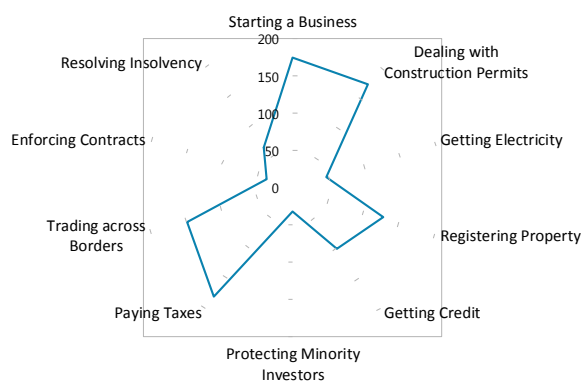 Starting a Business
200
Dealing with
Construction Permits
Resolving Insolvency
150
100
Enforcing Contracts
Getting Electricity
50
0
Trading across
Borders
Registering Property
Paying Taxes
Getting Credit
Protecting Minority
Investors